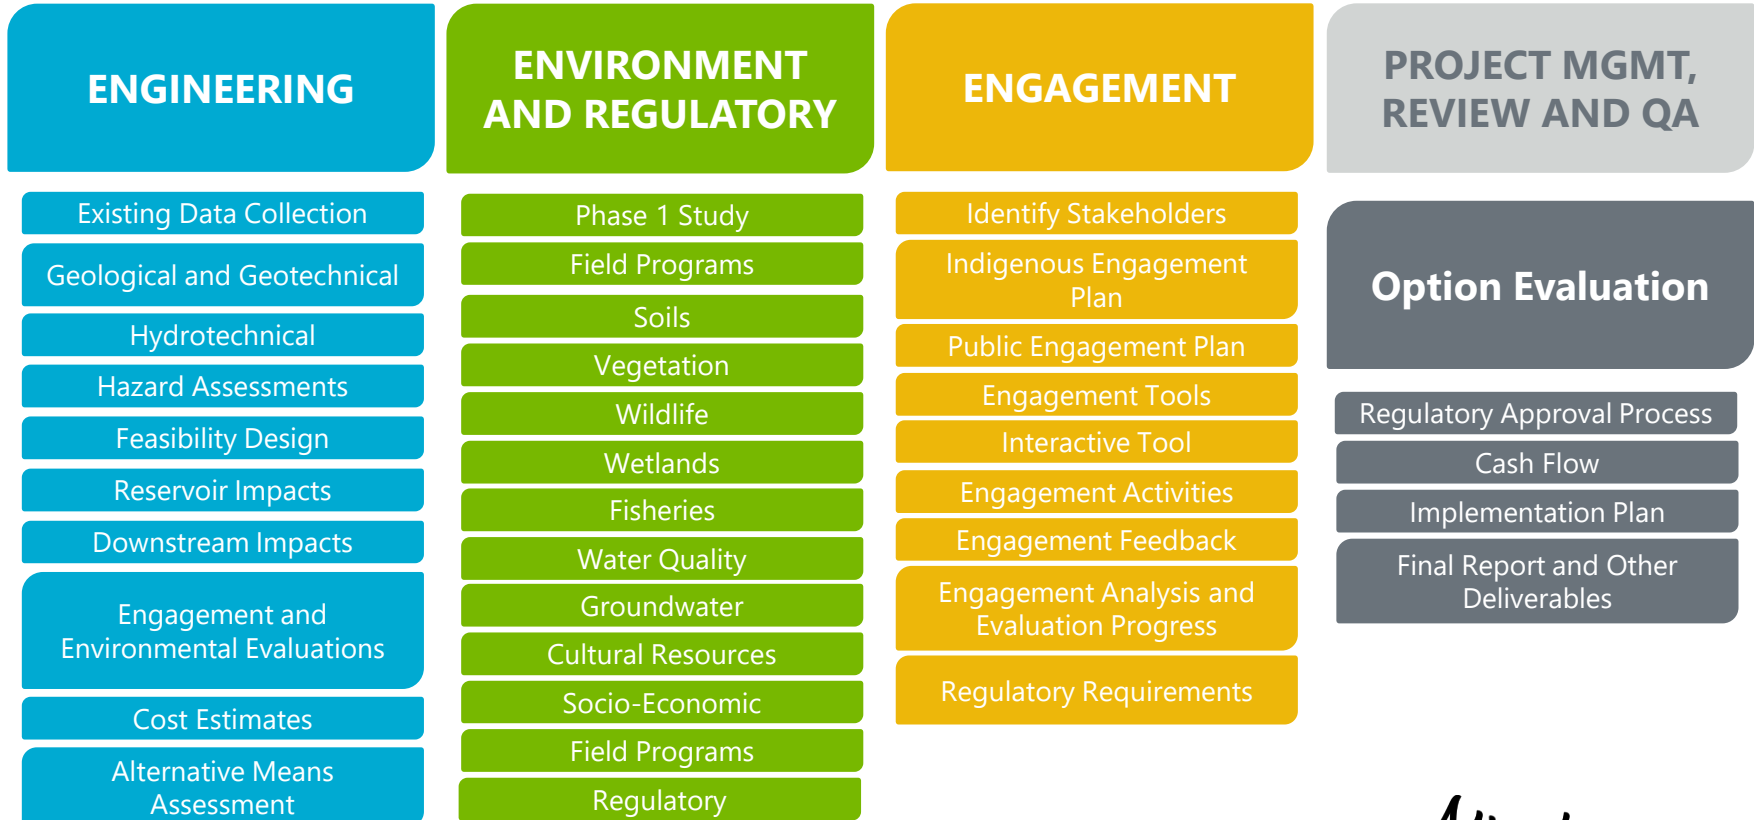 ENGINEERING
Existing Data Collection
Geological and Geotechnical
Hydrotechnical
Hazard Assessments
Feasibility Design
Reservoir Impacts
Downstream Impacts
Engagement and
Environmental Evaluations
Cost Estimates
Alternative Means
Assessment
ENVIRONMENT
AND REGULATORY
Phase 1 Study
Field Programs
Soils
Vegetation
Wildlife
Wetlands
Fisheries
Water Quality
Groundwater
Cultural Resources
Socio-Economic
Field Programs
Regulatory
ENGAGEMENT
Identify Stakeholders
Indigenous Engagement
Plan
Public Engagement Plan
Engagement Tools
Interactive Tool
Engagement Activities
Engagement Feedback
Engagement Analysis and
Evaluation Progress
Regulatory Requirements
PROJECT MGMT,
REVIEW AND QA
Option Evaluation
Regulatory Approval Process
Cash Flow
Implementation Plan
Final Report and Other
Deliverables